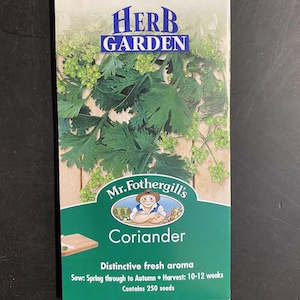 HERB
GARDEN
Mr.Fothergill's
Coriander
Distinctive fresh aroma
Sow: Spring through to Autumn • Harvest: 10-12 weeks
Contains 250 seeds